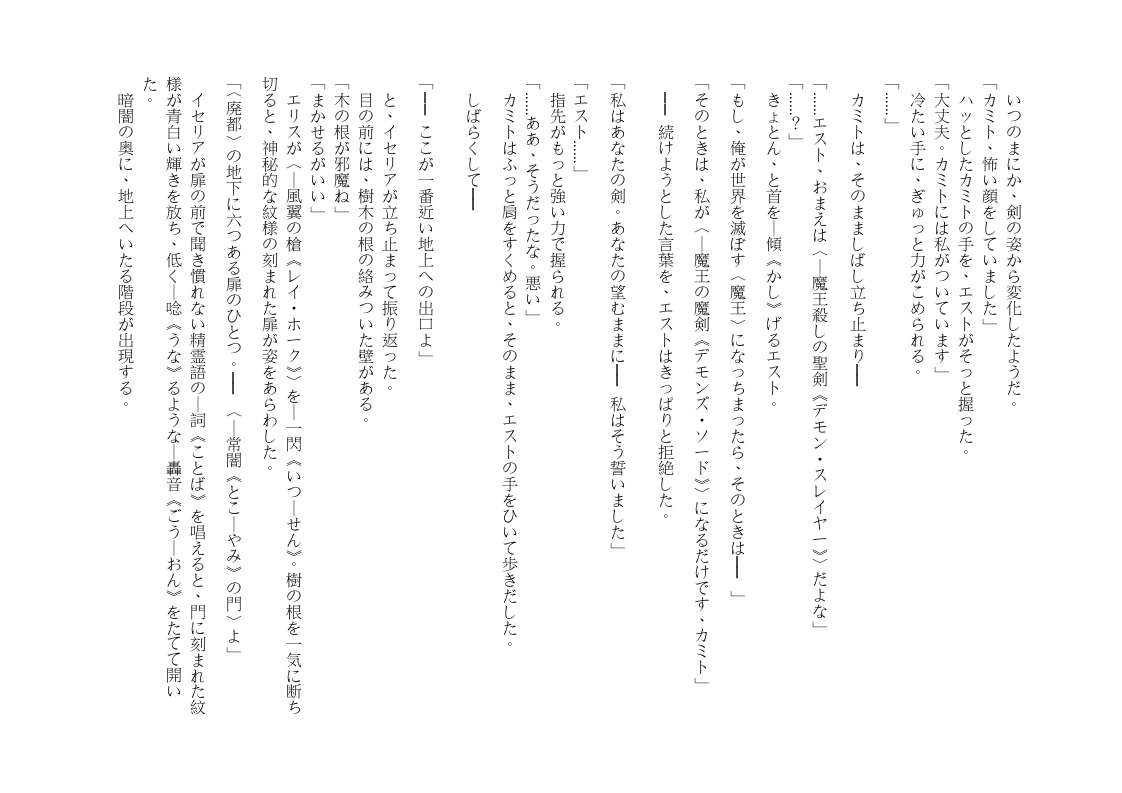 いつのまにか、剣の姿から変化したようだ。
「カミト、怖い顔をしていました」
ハッとしたカミトの手を、エストがそっと握った。
「大丈夫。カミトには私がついています」
冷たい手に、ぎゅっと力がこめられる。
「……」
カミトは、そのまましばし立ち止まり━━
「……エスト、おまえは〈―魔王殺しの聖剣《デモン・スレイヤー》〉だよな」
「……?」
きょとん、と首を―傾《かし》げるエスト。
「もし、俺が世界を滅ぼす〈魔王〉になっちまったら、そのときは━━ 」
「そのときは、私が〈―魔王の魔剣《デモンズ・ソード》〉になるだけです、カミト」
━━ 続けようとした言葉を、エストはきっぱりと拒絶した。
「私はあなたの剣。あなたの望むままに━━ 私はそう誓いました」
「エスト……」
指先がもっと強い力で握られる。
「……ああ、そうだったな。悪い」
カミトはふっと肩をすくめると、そのまま、エストの手をひいて歩きだした。
しばらくして━━
「━━ ここが一番近い地上への出口よ」
と、イセリアが立ち止まって振り返った。
目の前には、樹木の根の絡みついた壁がある。
「木の根が邪魔ね」
「まかせるがいい」
エリスが〈―風翼の槍《レイ・ホーク》〉を―一閃《いつ―せん》。樹の根を一気に断ち
切ると、神秘的な紋様の刻まれた扉が姿をあらわした。
「〈廃都〉の地下に六つある扉のひとつ。━━ 〈―常闇《とこ―やみ》の門〉よ」
イセリアが扉の前で聞き慣れない精霊語の―詞《ことば》を唱えると、門に刻まれた紋
様が青白い輝きを放ち、低く―唸《うな》るような―轟音《ごう―おん》をたてて開い
た。
暗闇の奥に、地上へいたる階段が出現する。